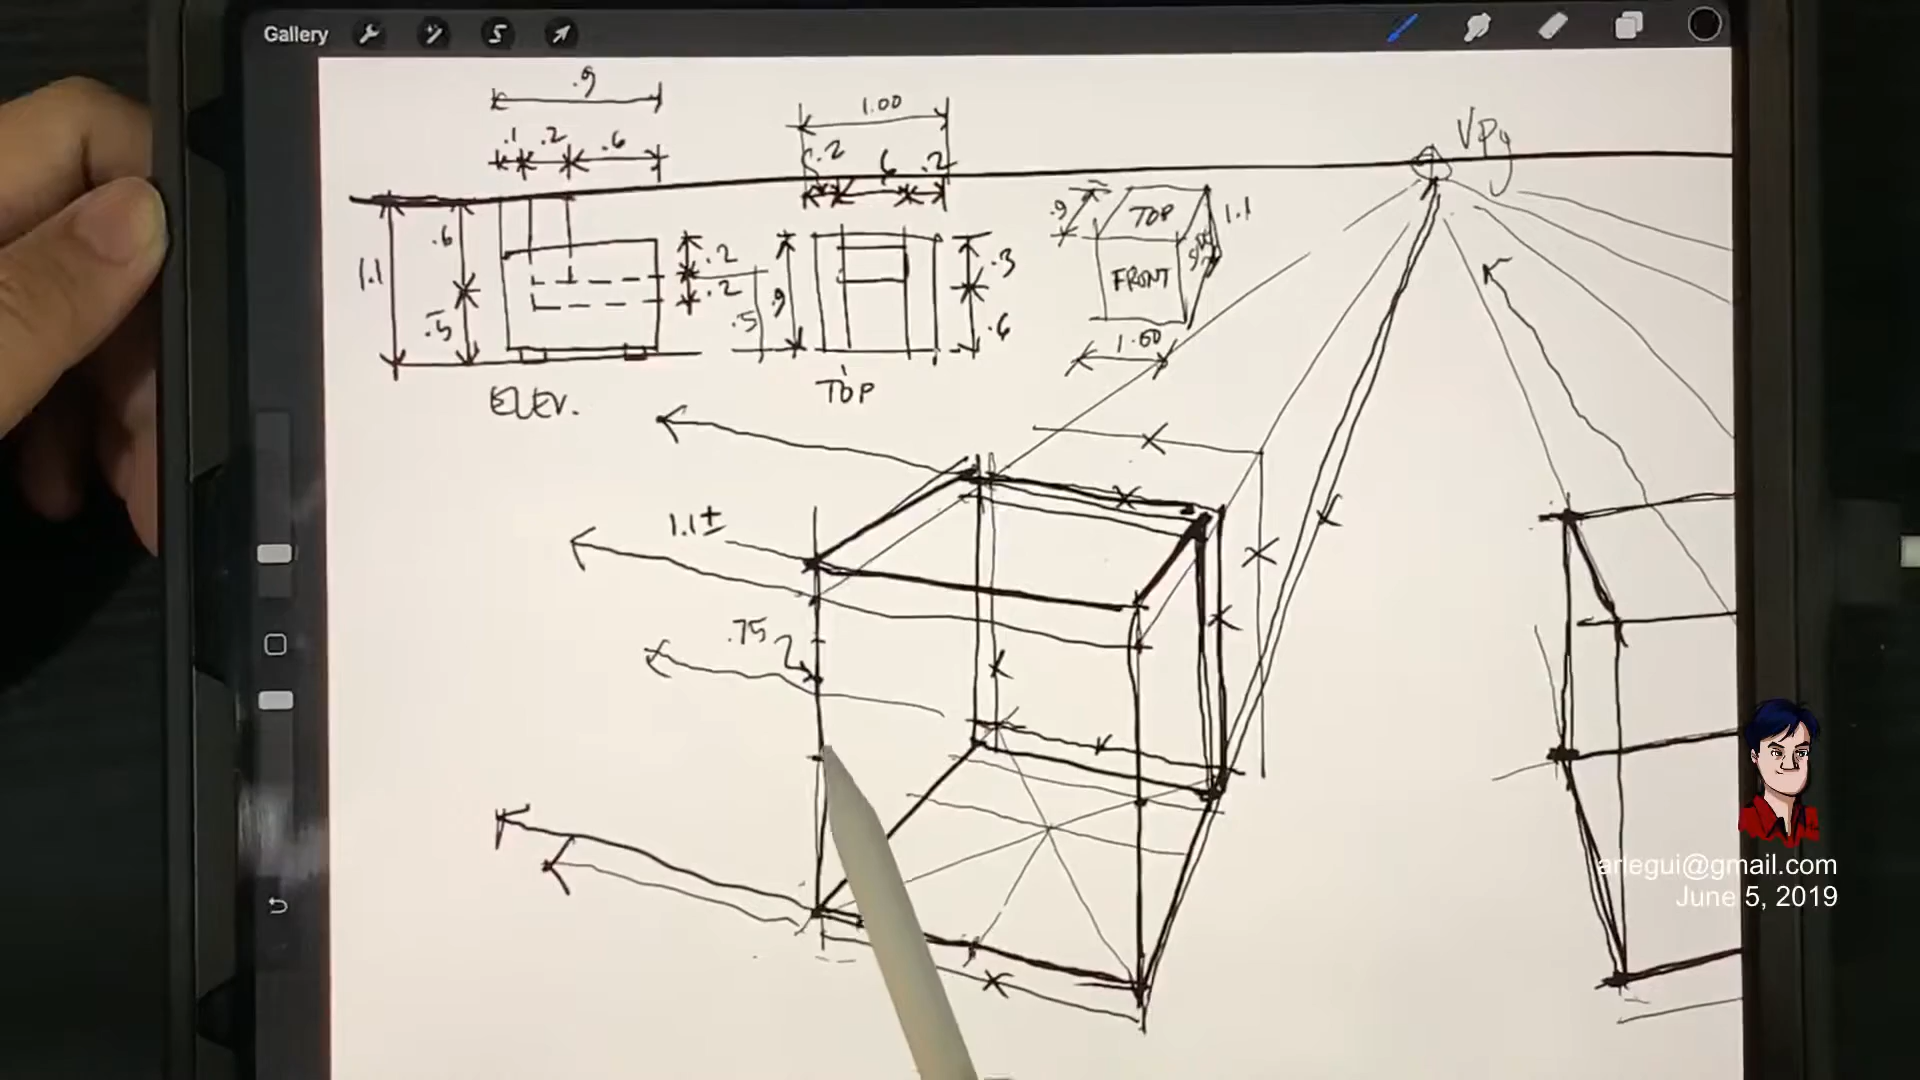 Gallery
.9
.1 .2 .6
1.00
.2 6 .2
VPy
1.1
.6
.5
.2
.2
.5
.9
.3
.6
.9
TOP
1.1
FRONT
1.00
ELEV.
TOP
1.1±
.75
arlegui@gmail.com
June 5, 2019